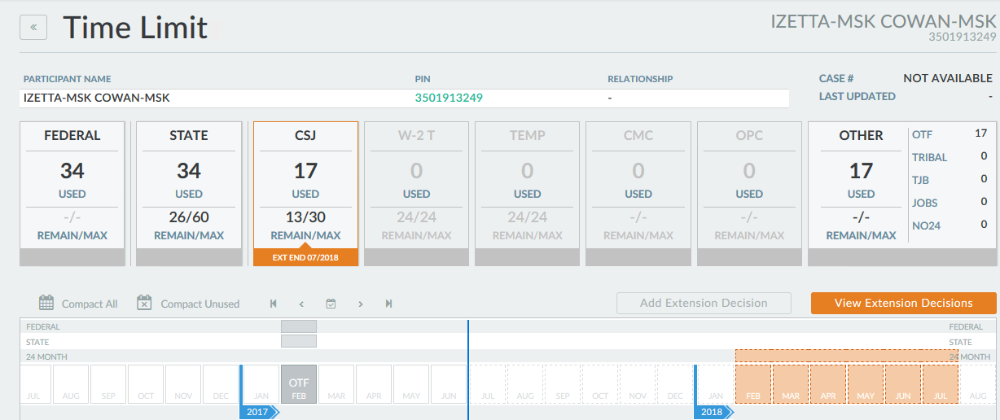 « Time Limit
IZETTA-MSK COWAN-MSK
3501913249
PARTICIPANT NAME PIN RELATIONSHIP
IZETTA-MSK COWAN-MSK 3501913249 -
CASE # NOT AVAILABLE
LAST UPDATED -
FEDERAL
34
USED
-/-
REMAIN/MAX
STATE
34
USED
26/60
REMAIN/MAX
CSJ
17
USED
13/30
REMAIN/MAX
EXT END 07/2018
W-2 T
0
USED
24/24
REMAIN/MAX
TEMP
0
USED
24/24
REMAIN/MAX
CMC
0
USED
-/-
REMAIN/MAX
OPC
0
USED
-/-
REMAIN/MAX
OTHER
17
USED
-/-
REMAIN/MAX
OTF 17
TRIBAL 0
TJB 0
JOBS 0
NO24 0
Compact All Compact Unused Add Extension Decision View Extension Decisions
FEDERAL FEDERAL
STATE STATE
24 MONTH 24 MONTH
OTF
JUL AUG SEP OCT NOV DEC JAN FEB MAR APR MAY JUN JUL AUG SEP OCT NOV DEC JAN FEB MAR APR MAY JUN JUL AUG
2017 2018